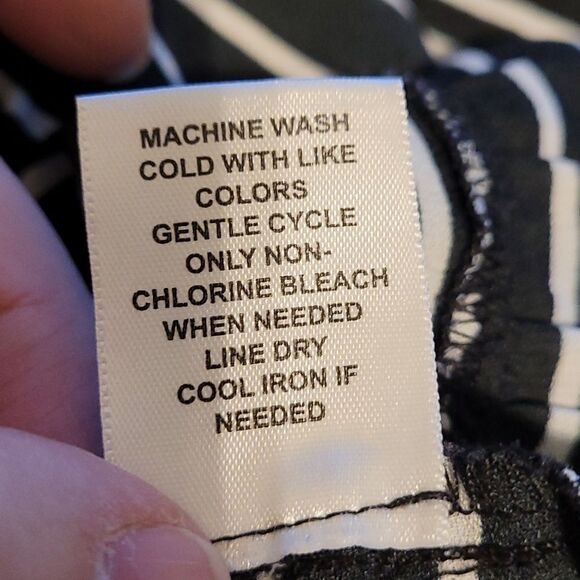 MACHINE WASH
COLD WITH LIKE
COLORS
GENTLE CYCLE
ONLY NON-
CHLORINE BLEACH
WHEN NEEDED
LINE DRY
COOL IRON IF
NEEDED